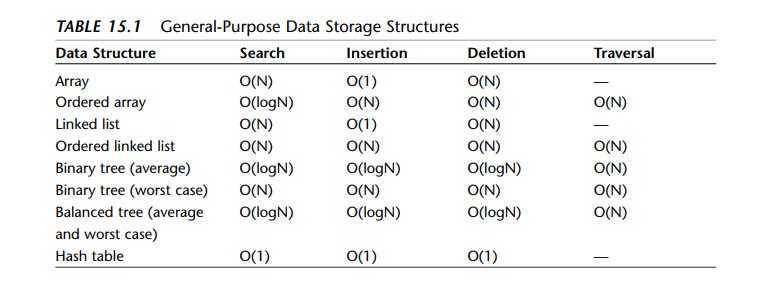 TABLE 15.1 General-Purpose Data Storage Structures
Data Structure Search Insertion Deletion Traversal
Array O(N) O(1) O(N) —
Ordered array O(logN) O(N) O(N) O(N)
Linked list O(N) O(1) O(N) —
Ordered linked list O(N) O(N) O(N) O(N)
Binary tree (average) O(logN) O(logN) O(logN) O(N)
Binary tree (worst case) O(N) O(N) O(N) O(N)
Balanced tree (average O(logN) O(logN) O(logN) O(N)
and worst case)
Hash table O(1) O(1) O(1) —